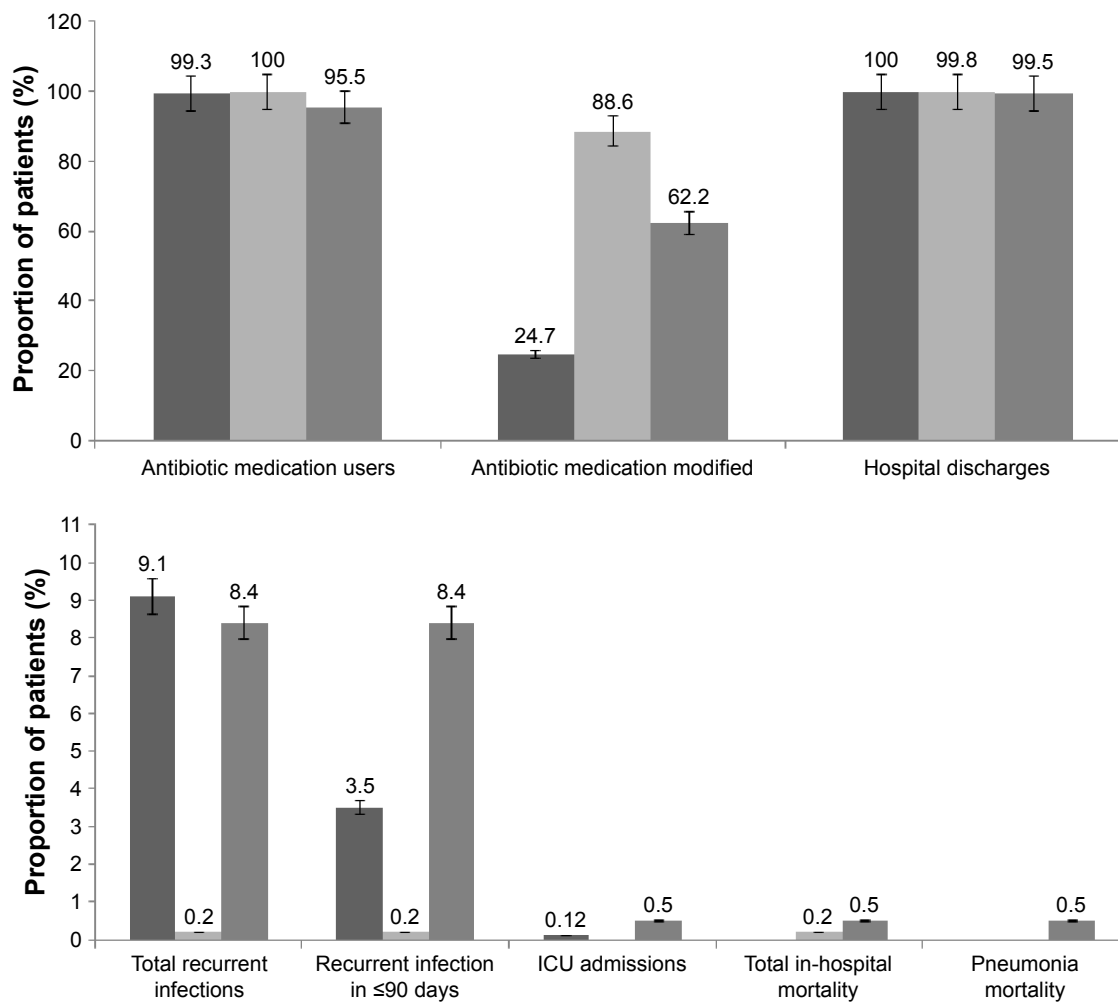 Proportion of patients (%)
120
100
80
60
40
20
0
99.3
100
95.5
24.7
88.6
62.2
100
99.8
99.5
Antibiotic medication users
Antibiotic medication modified
Hospital discharges
Proportion of patients (%)
11
10
9
8
7
6
5
4
3
2
1
0
9.1
0.2
8.4
3.5
0.2
8.4
0.12
0.5
0.2
0.5
0.5
Total recurrent
infections
Recurrent infection
in ≤90 days
ICU admissions
Total in-hospital
mortality
Pneumonia
mortality